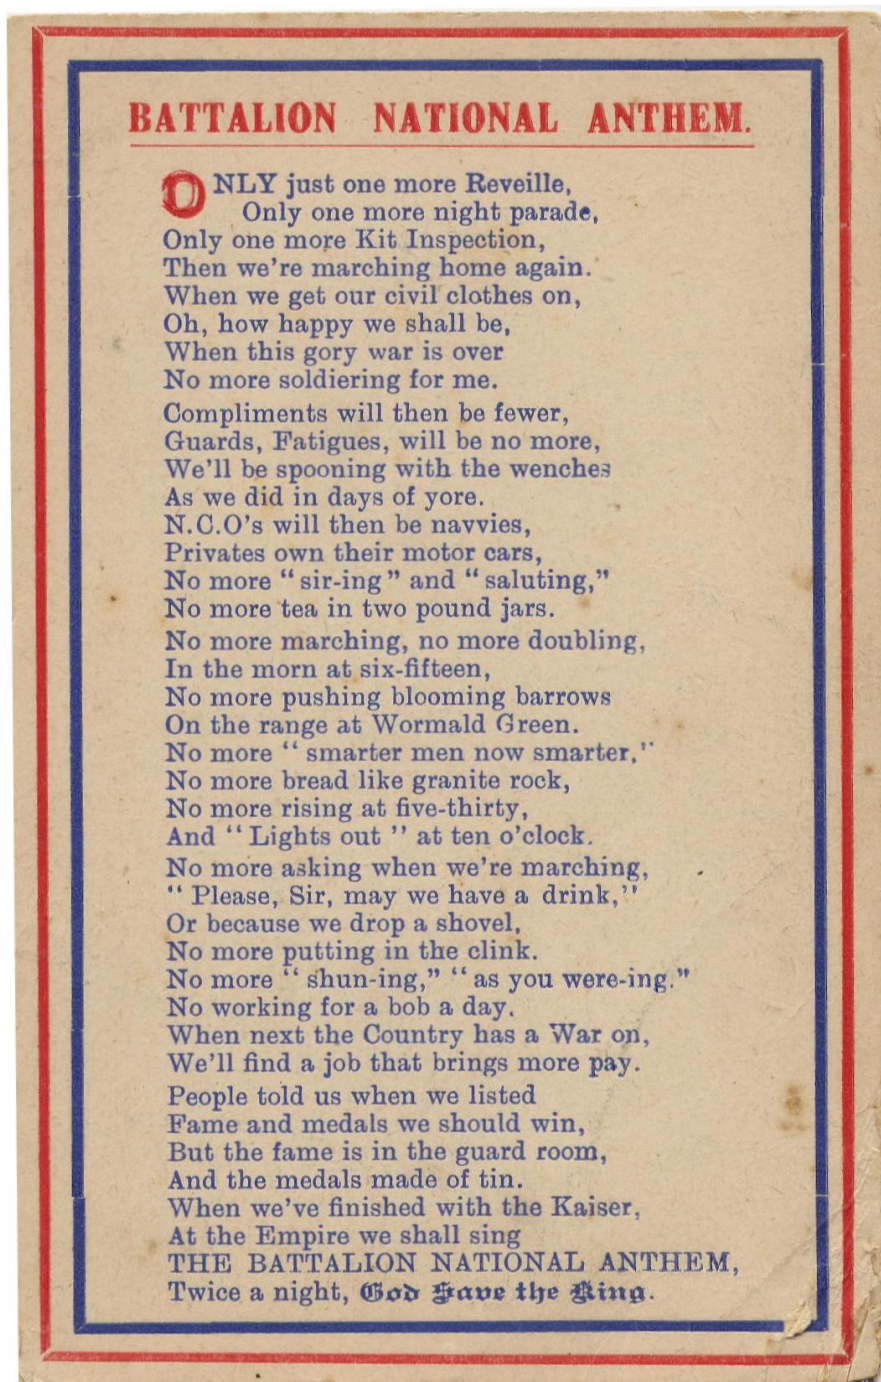 BATTALION NATIONAL ANTHEM.
ONLY just one more Reveille,
Only one more night parade,
Only one more Kit Inspection,
Then we're marching home again.
When we get our civil clothes on,
Oh, how happy we shall be,
When this gory war is over
No more soldiering for me.
Compliments will then be fewer,
Guards, Fatigues, will be no more,
We'll be spooning with the wenches
As we did in days of yore.
N.C.O's will then be navvies,
Privates own their motor cars,
No more "sir-ing" and "saluting,"
No more tea in two pound jars.
No more marching, no more doubling,
In the morn at six-fifteen,
No more pushing blooming barrows
On the range at Wormald Green.
No more "smarter men now smarter,"
No more bread like granite rock,
No more rising at five-thirty,
And "Lights out" at ten o'clock.
No more asking when we're marching,
"Please, Sir, may we have a drink,"
Or because we drop a shovel,
No more putting in the clink.
No more "shun-ing," "as you were-ing."
No working for a bob a day.
When next the Country has a War on,
We'll find a job that brings more pay.
People told us when we listed
Fame and medals we should win,
But the fame is in the guard room,
And the medals made of tin.
When we've finished with the Kaiser,
At the Empire we shall sing
THE BATTALION NATIONAL ANTHEM,
Twice a night, God Save the King.